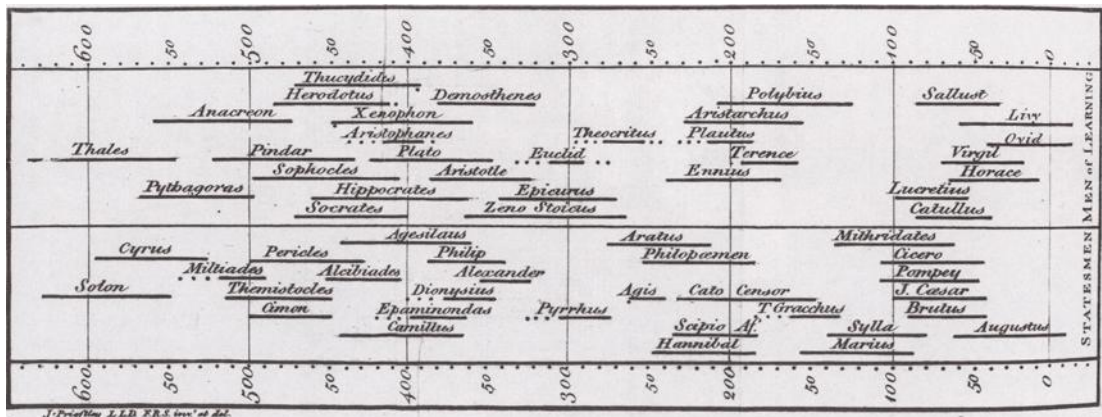 600 50 500 50 400 50 300 50 200 50 100 50 0
Thucydides
Herodotus Demosthenes Polybius Sallust
Anacreon Xenophon Aristarchus Livy
Aristophanes Theocritus Plautus Ovid
Thales Pindar Plato Euclid Terence Virgil
Sophocles Aristotle Ennius Horace
Pythagoras Hippocrates Epicurus Lucretius
Socrates Zeno Stoicus Catullus
MEN of LEARNING
Agesilaus Aratus Mithridates
Cyrus Pericles Philip Philopœmen Cicero
Miltiades Alcibiades Alexander Pompey
Solon Themistocles Dionysius Agis Cato Censor J. Cæsar
Cimon Epaminondas Pyrrhus T Gracchus Brutus
Camillus Scipio Af. Sylla Augustus
Hannibal Marius
STATESMEN
600 50 500 50 400 50 300 50 200 50 100 50 0
J. Priestley L.L.D. F.R.S. inv.t et del.